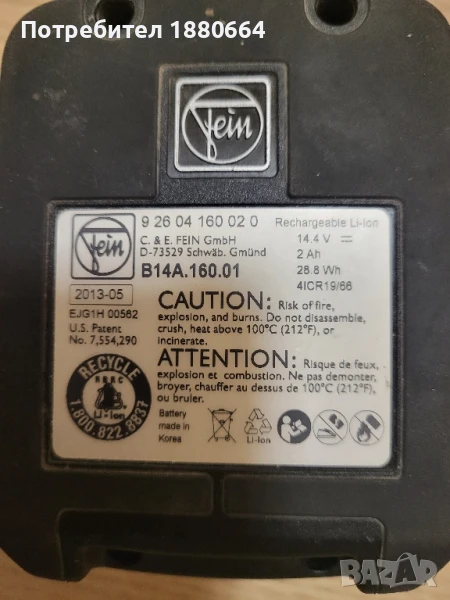 Потребител 1880664
Fein
Fein
9 26 04 160 02 0
Rechargeable Li-Ion
C. & E. FEIN GmbH
14.4 V
D-73529 Schwäb. Gmünd
2 Ah
B14A.160.01
28.8 Wh
4ICR19/66
2013-05
EJG1H 00562
U.S. Patent
No. 7,554,290
CAUTION: Risk of fire,
explosion, and burns. Do not disassemble,
crush, heat above 100°C (212°F), or
incinerate.
ATTENTION: Risque de feux,
explosion et combustion. Ne pas demonter,
broyer, chauffer au dessus de 100°C (212°F),
ou bruler.
RECYCLE
RBRC
Li-Ion
1.800.822.8837
Battery
made in
Korea
Li-Ion
BAZAR